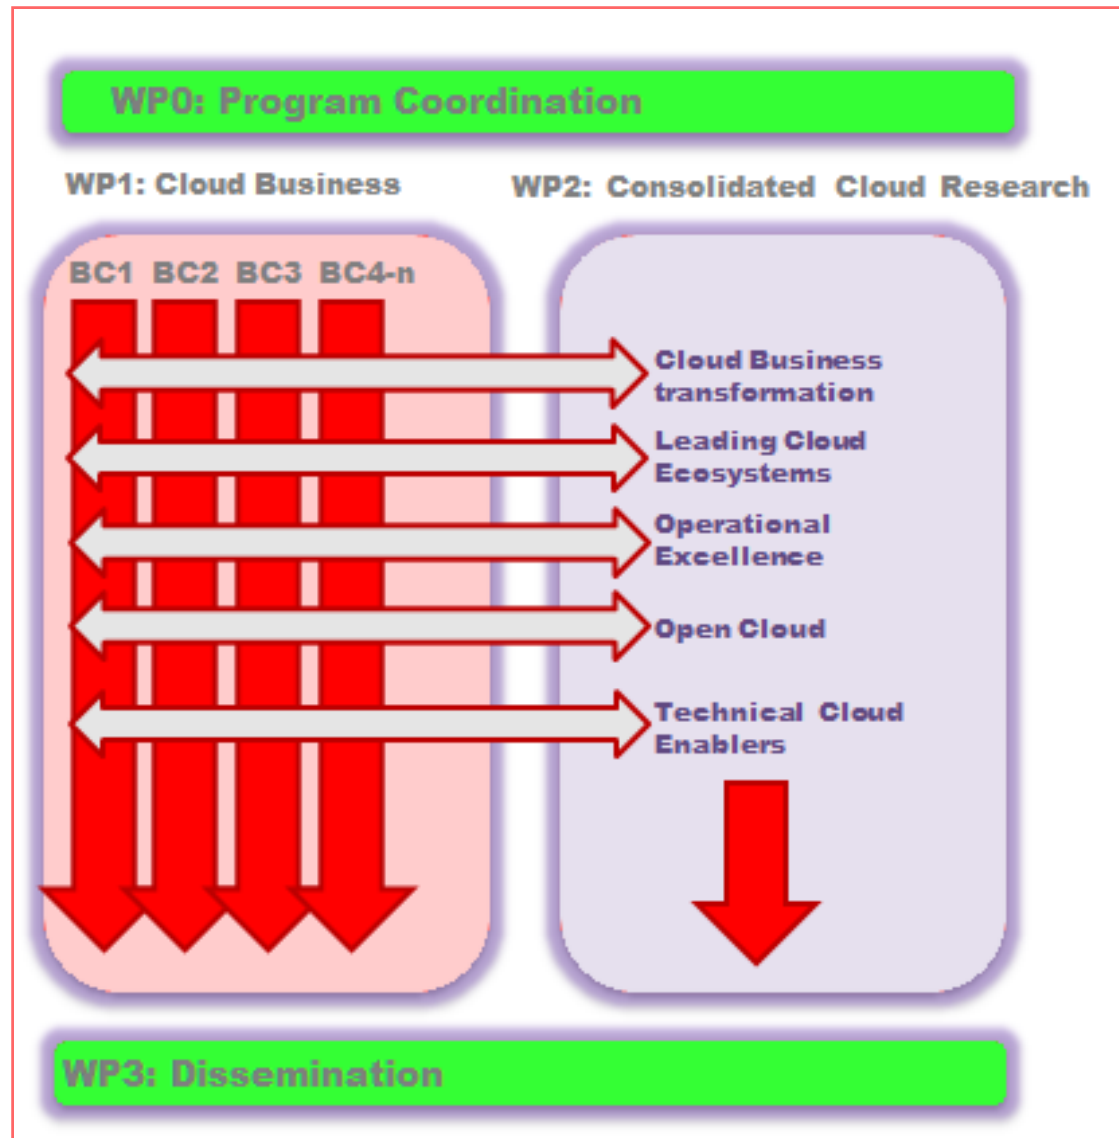 WP0: Program Coordination
WP1: Cloud Business
WP2: Consolidated Cloud Research
BC1 BC2 BC3 BC4-n
Cloud Business
transformation
Leading Cloud
Ecosystems
Operational
Excellence
Open Cloud
Technical Cloud
Enablers
WP3: Dissemination